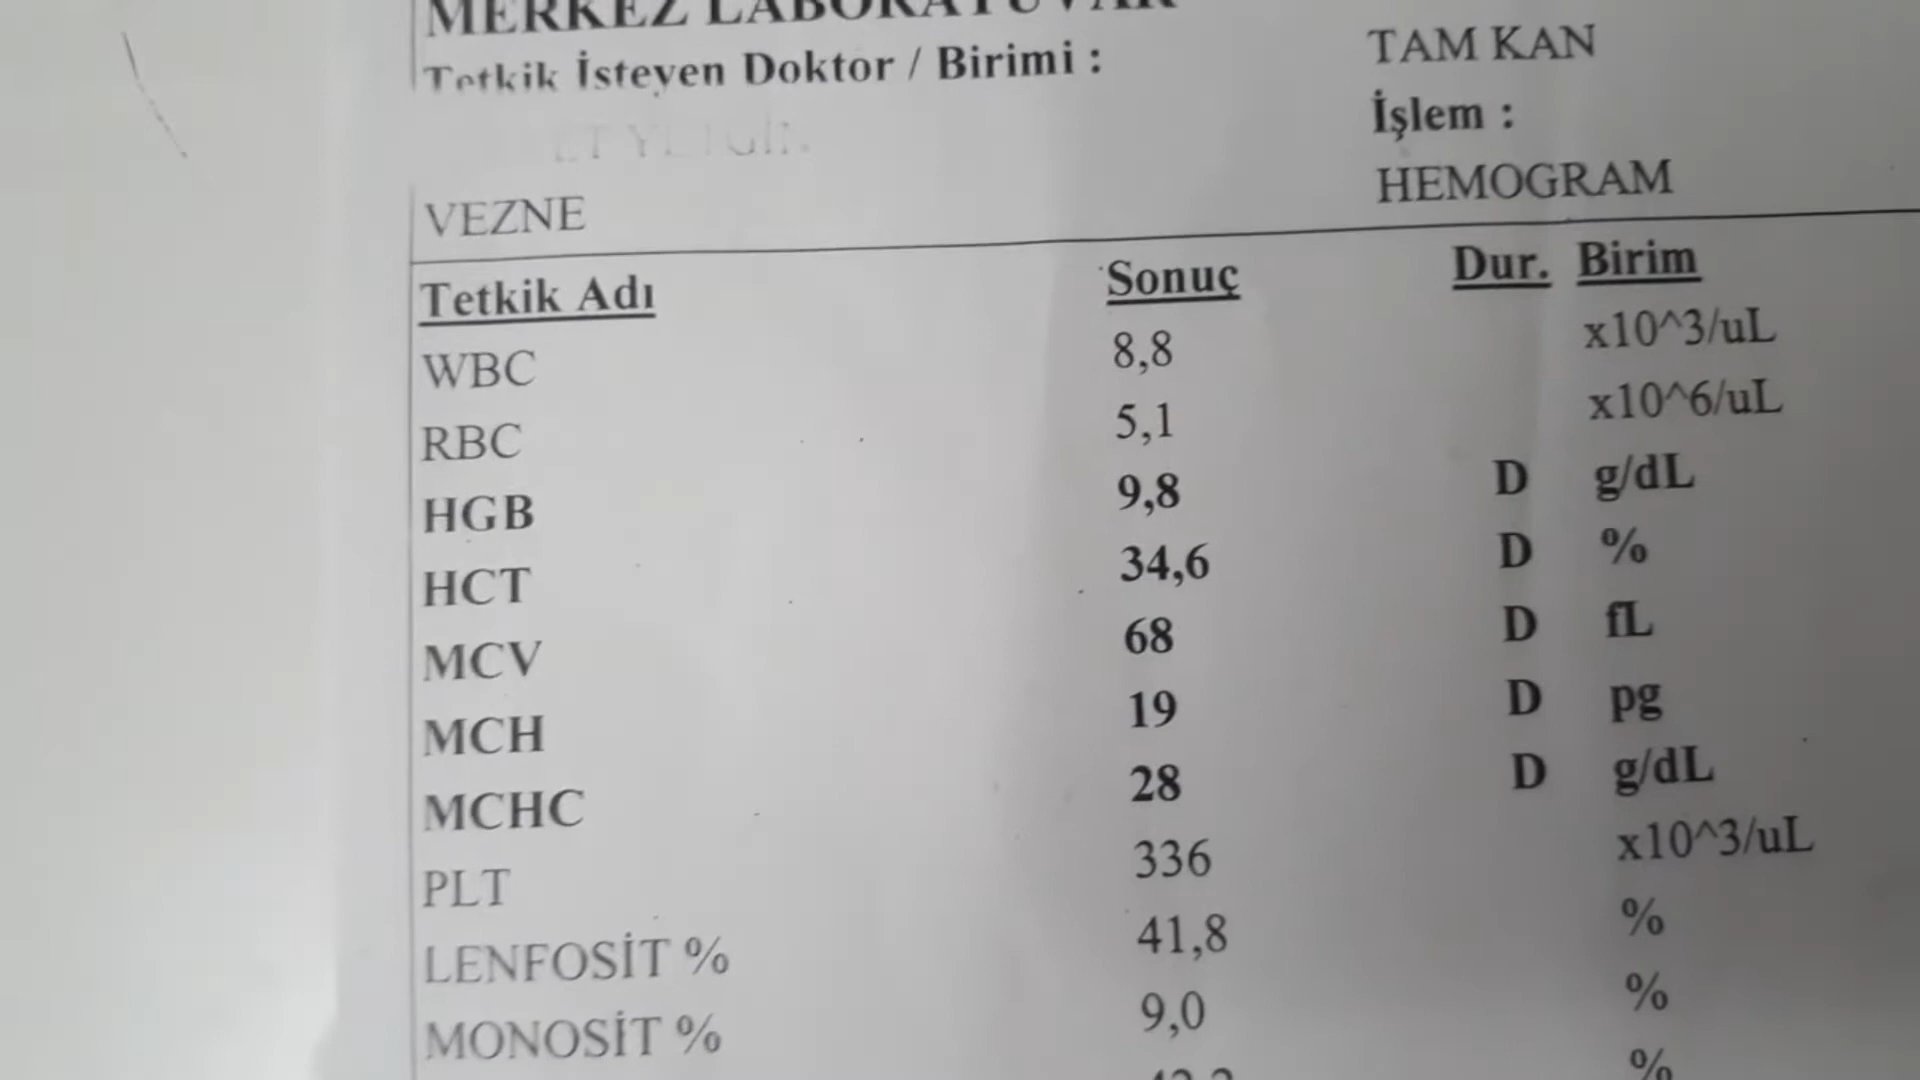 MERKEZ LABORATUVAR
Tetkik İsteyen Doktor / Birimi :
TAM KAN
İşlem :
VEZNE
HEMOGRAM
Tetkik Adı Sonuç Dur. Birim
WBC 8,8 x10^3/uL
RBC 5,1 x10^6/uL
HGB 9,8 D g/dL
HCT 34,6 D %
MCV 68 D fL
MCH 19 D pg
MCHC 28 D g/dL
PLT 336 x10^3/uL
LENFOSİT % 41,8 %
MONOSİT % 9,0 %
%